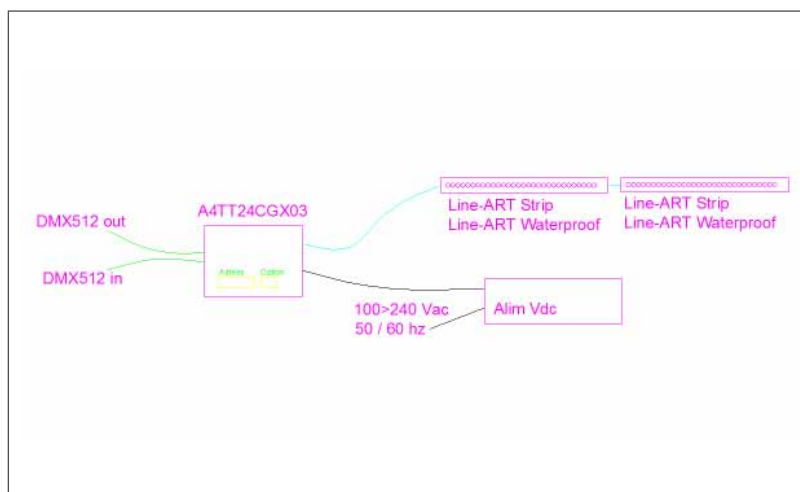 A4TT24CGX03
DMX512 out
DMX512 in
Adress Option
Line-ART Strip
Line-ART Waterproof
Line-ART Strip
Line-ART Waterproof
100>240 Vac
50 / 60 hz
Alim Vdc